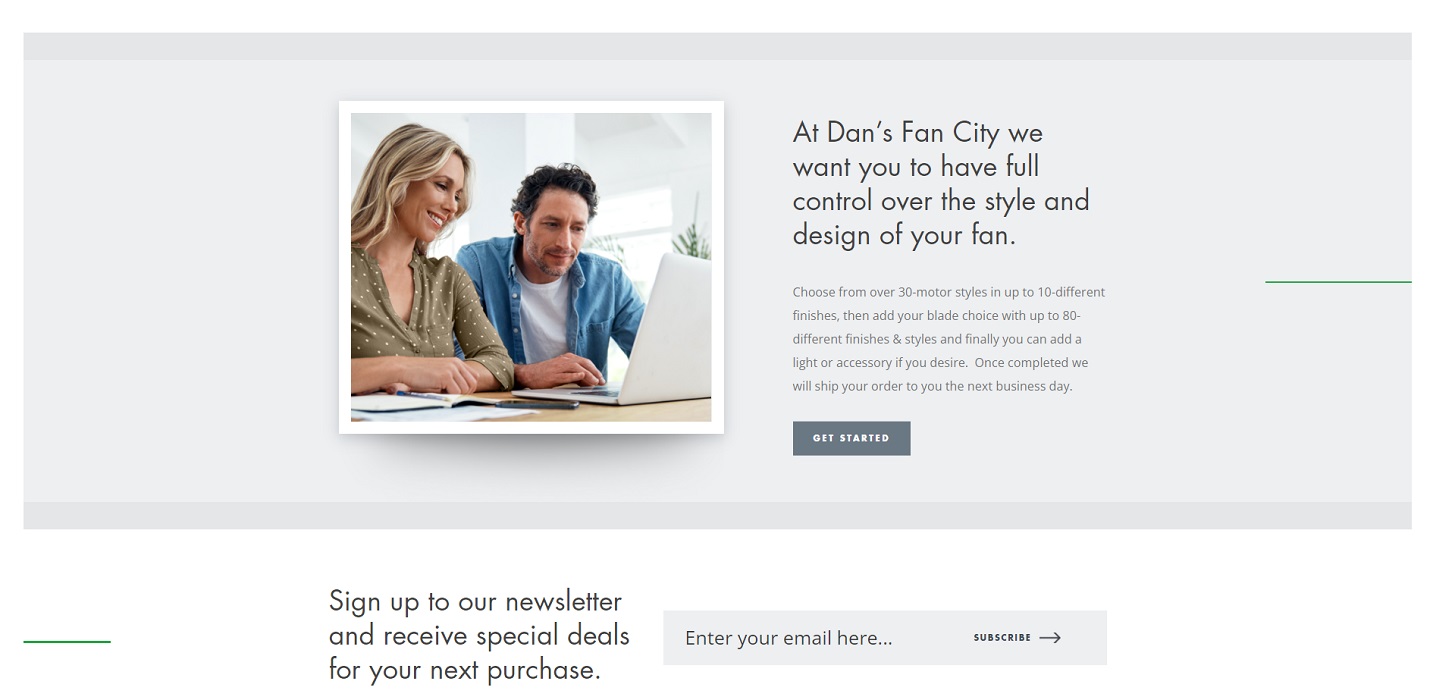 At Dan’s Fan City we
want you to have full
control over the style and
design of your fan.
Choose from over 30-motor styles in up to 10-different
finishes, then add your blade choice with up to 80-
different finishes & styles and finally you can add a
light or accessory if you desire.  Once completed we
will ship your order to you the next business day.
GET STARTED
Sign up to our newsletter
and receive special deals
for your next purchase.
Enter your email here...
SUBSCRIBE